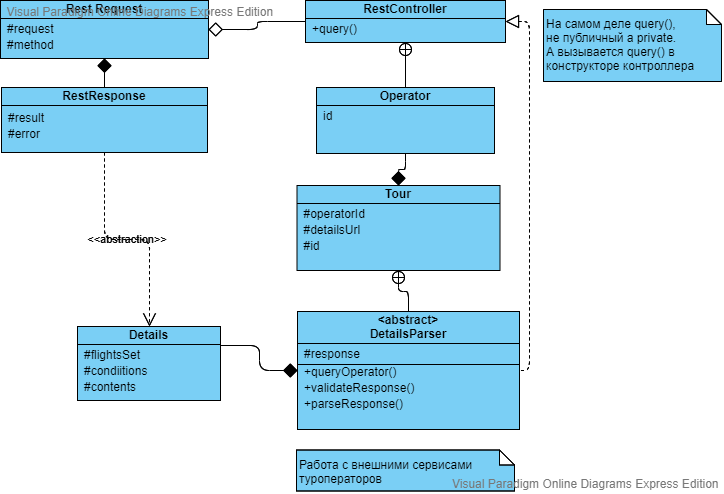 Visual Paradigm Online Diagrams Express Edition
Rest Request
#request
#method
RestController
+query()
На самом деле query(),
не публичный а private.
А вызывается query() в
конструкторе контроллера
RestResponse
#result
#error
Operator
id
Tour
#operatorId
#detailsUrl
#id
<<abstraction>>
Details
#flightsSet
#condiitions
#contents
<abstract>
DetailsParser
#response
+queryOperator()
+validateResponse()
+parseResponse()
Работа с внешними сервисами
туроператоров
Visual Paradigm Online Diagrams Express Edition